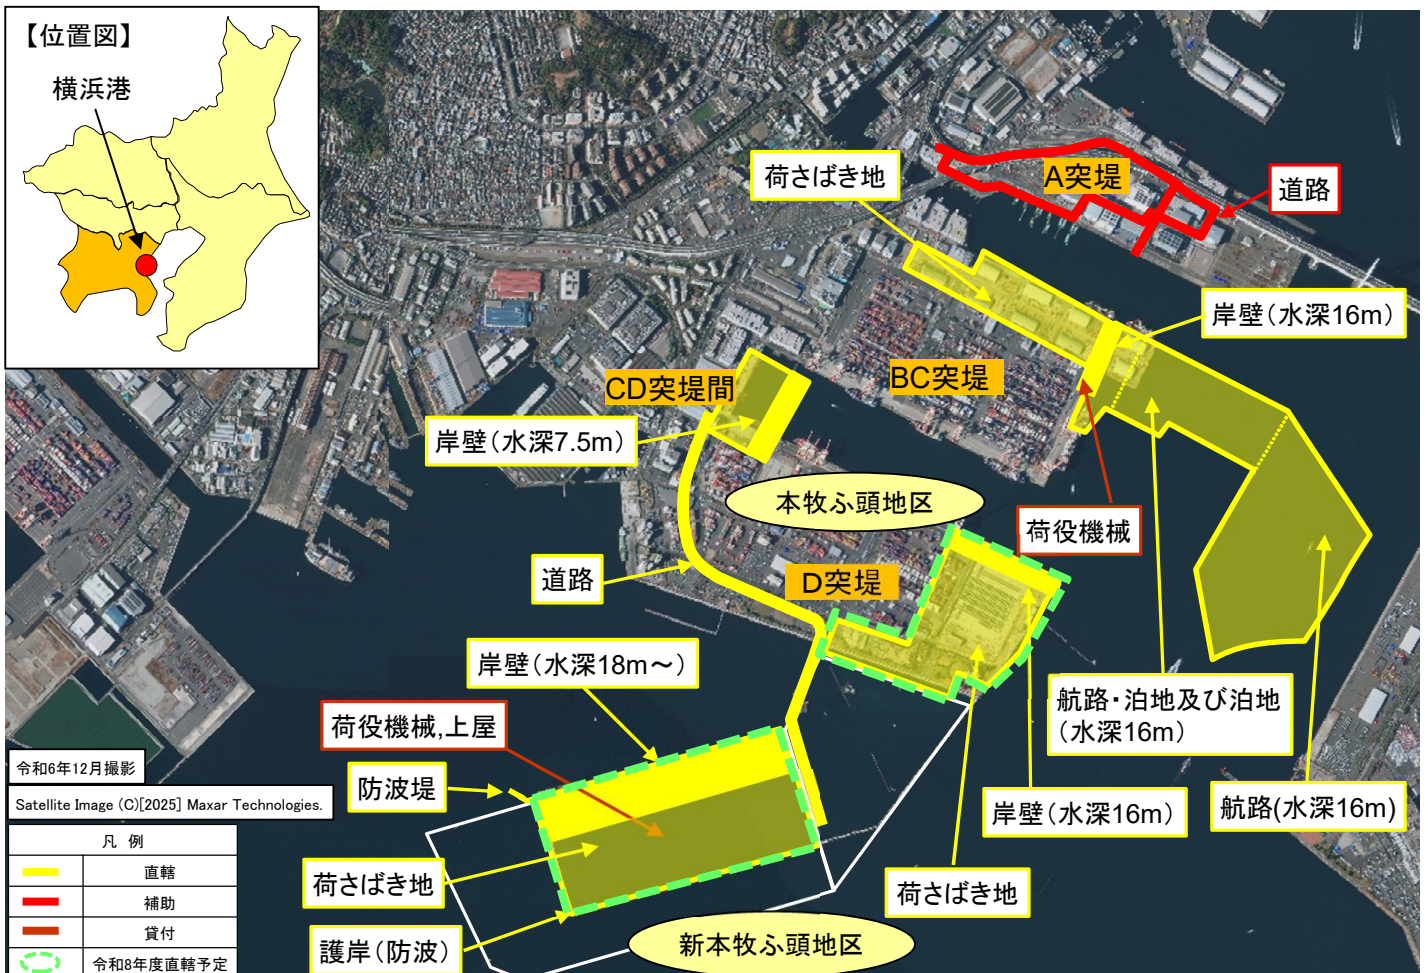 【位置図】
横浜港
荷さばき地
A突堤
道路
岸壁（水深16m）
BC突堤
CD突堤間
岸壁（水深7.5m）
本牧ふ頭地区
荷役機械
道路
D突堤
岸壁（水深18m～）
航路・泊地及び泊地
（水深16m）
荷役機械,上屋
防波堤
岸壁（水深16m）
航路(水深16m)
荷さばき地
荷さばき地
護岸（防波）
新本牧ふ頭地区
令和6年12月撮影
Satellite Image (C)[2025] Maxar Technologies.
凡 例
直轄
補助
貸付
令和8年度直轄予定